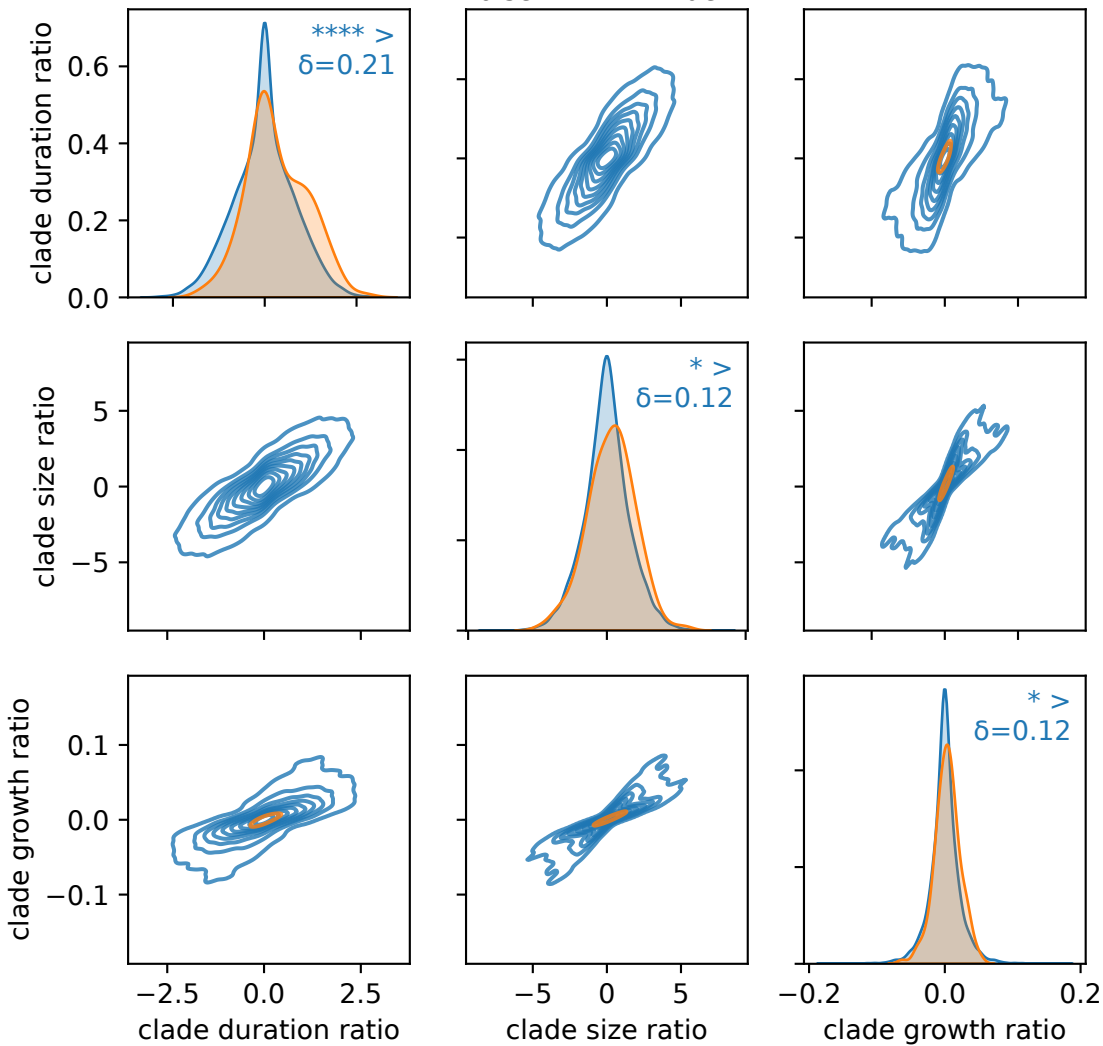 clade duration ratio
0.6
0.4
0.2
0.0
**** >
δ=0.21
clade size ratio
5
0
−5
* >
δ=0.12
clade growth ratio
0.1
0.0
−0.1
* >
δ=0.12
−2.5 0.0 2.5
−5 0 5
−0.2 0.0 0.2
clade duration ratio
clade size ratio
clade growth ratio